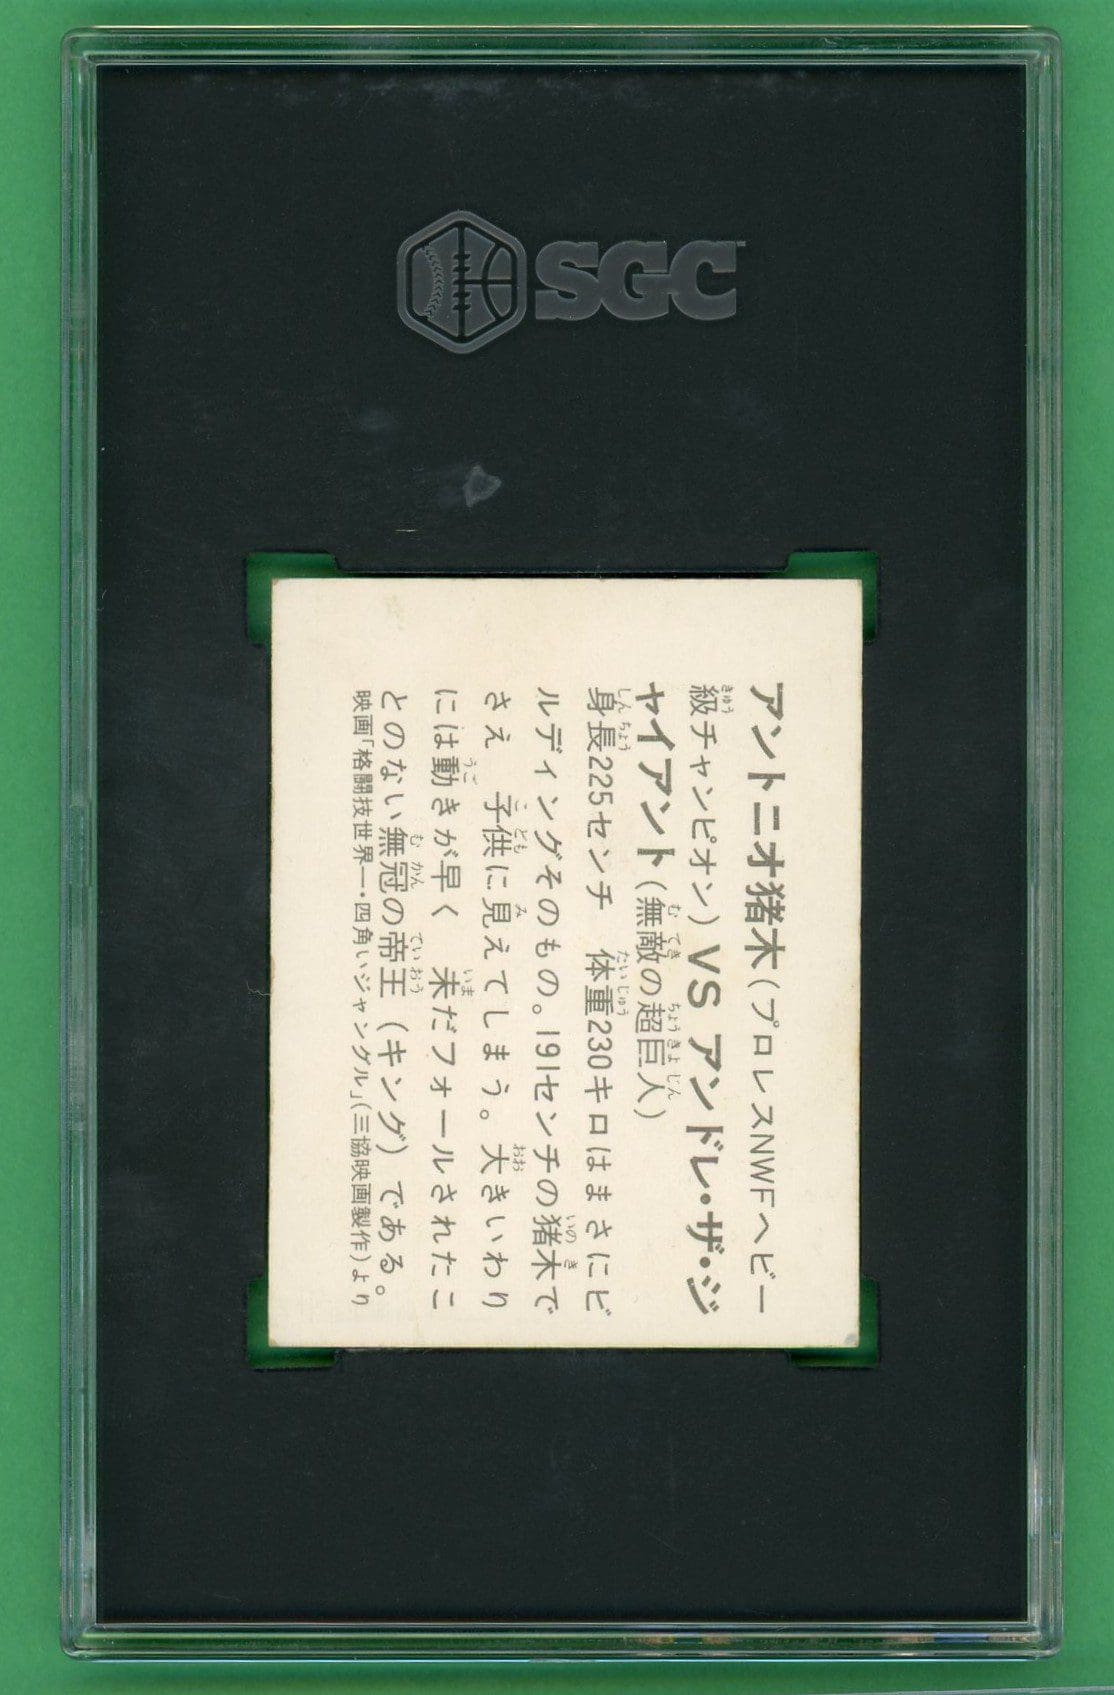 SGC
アントニオ猪木(プロレスNWFヘビー
級チャンピオン)VSアンドレ・ザ・ジ
ャイアント(無敵の超巨人)
身長225センチ 体重230キロはまさにビ
ルディングそのもの。191センチの猪木で
さえ 子供に見えてしまう。大きいわり
には動きが早く 未だフォールされたこ
とのない無冠の帝王(キング)である。
映画「格闘技世界一・四角いジャングル」(三協映画製作)より